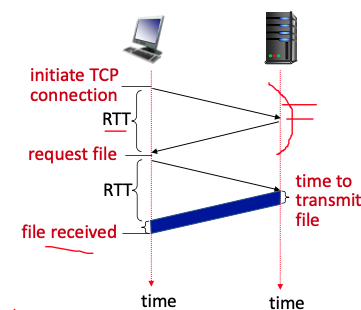 initiate TCP
connection
RTT
request file
RTT
time to
transmit
file
file received
time
time